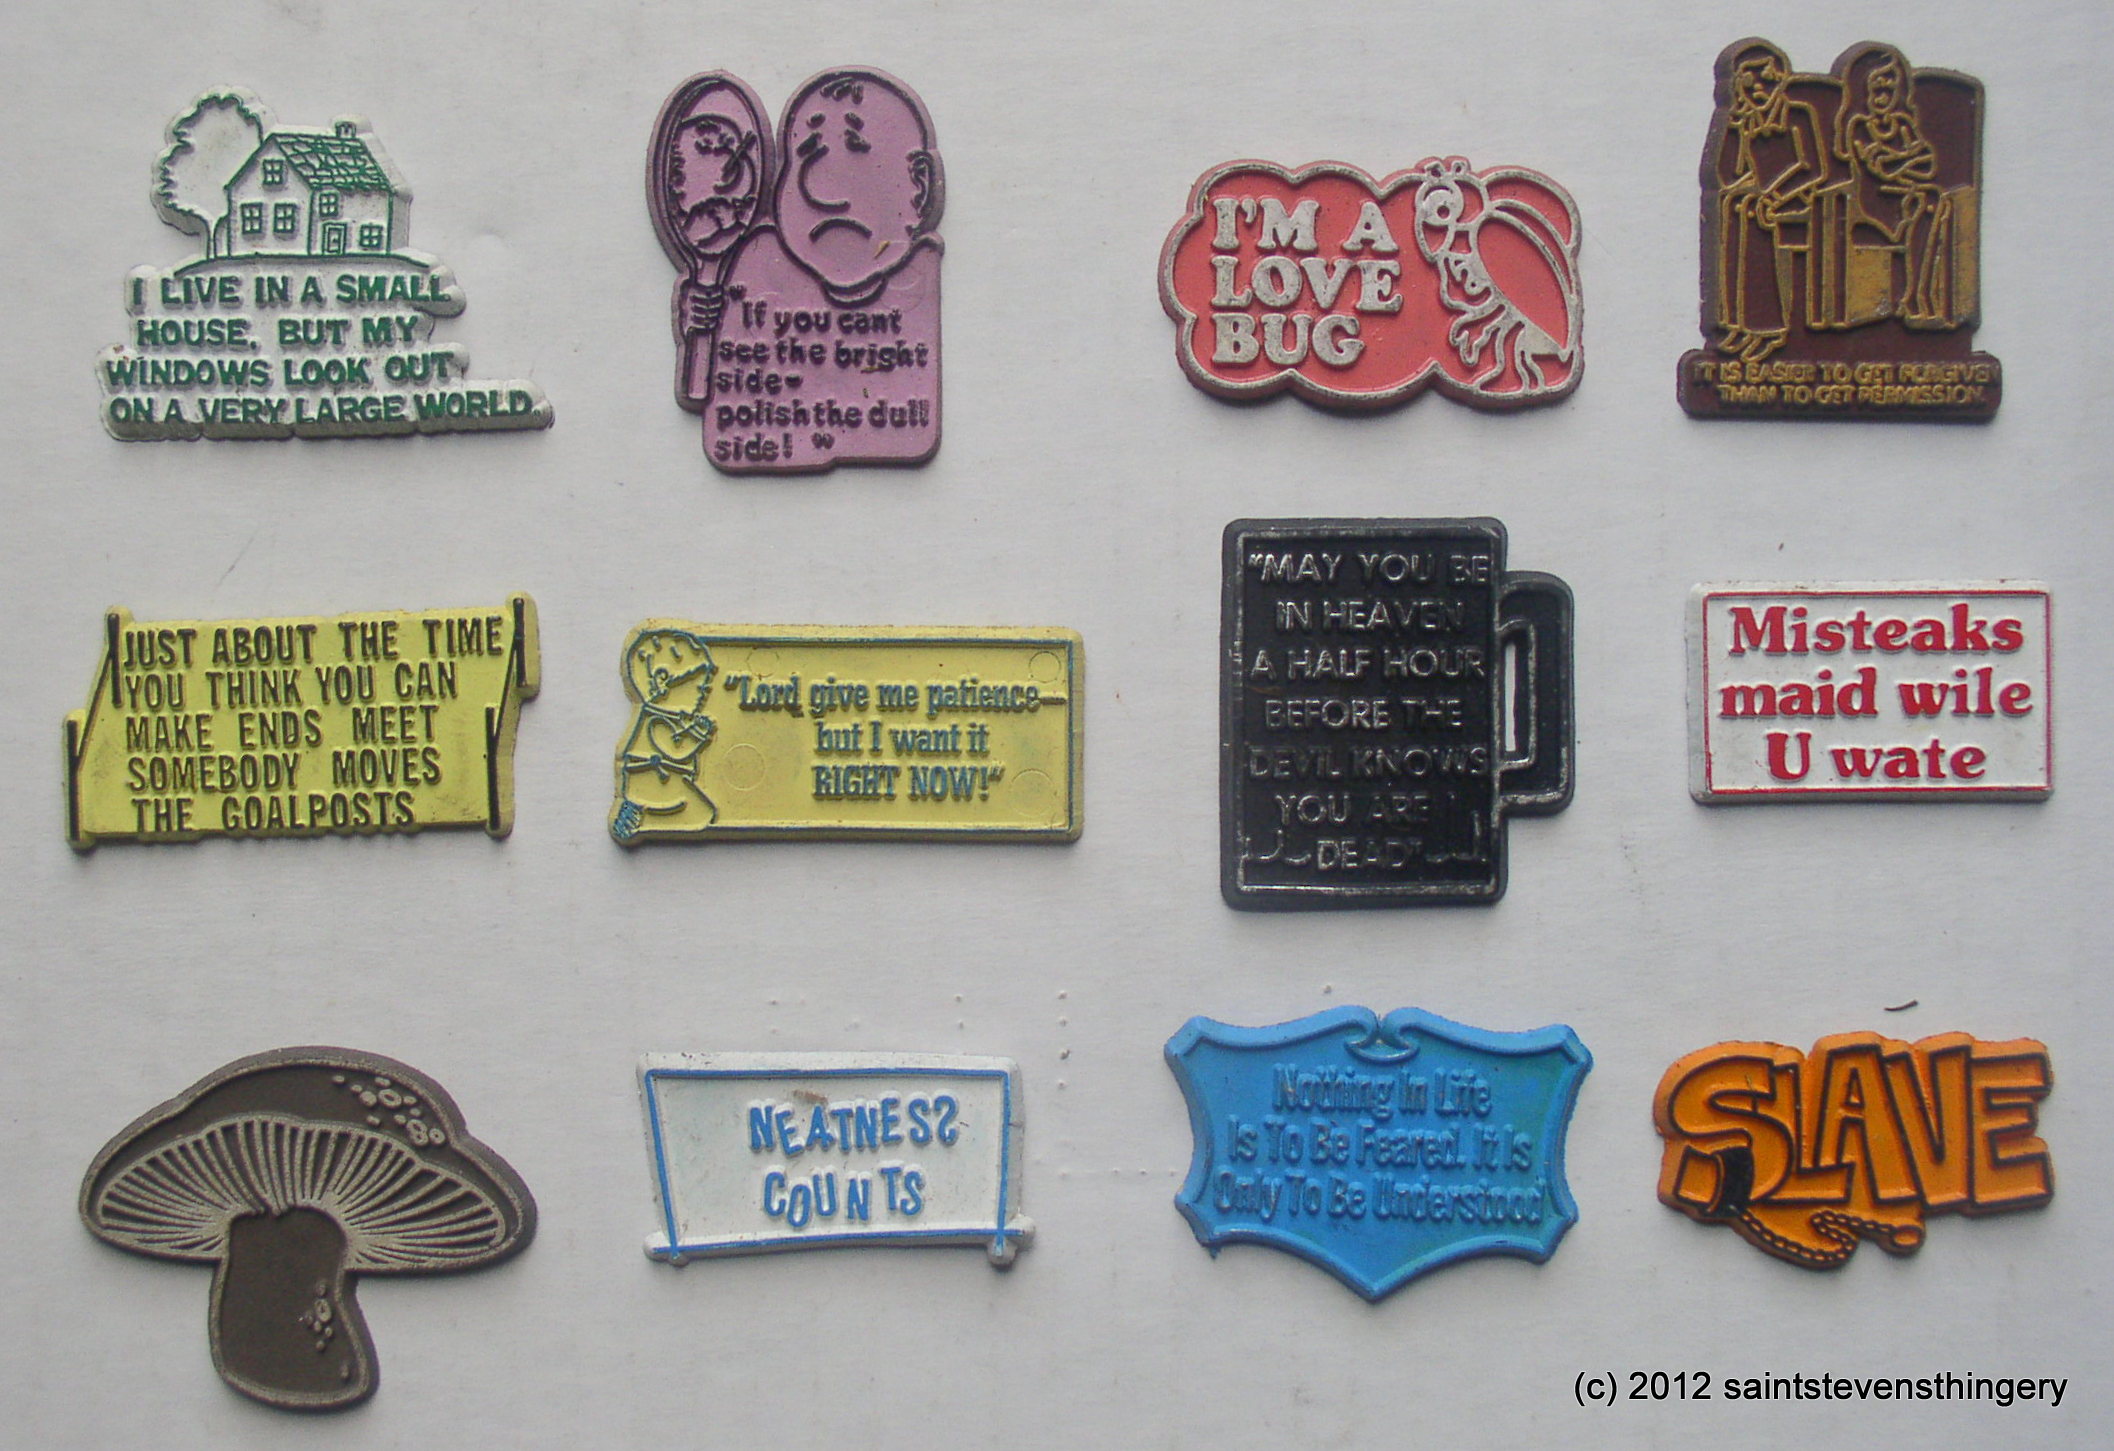 I LIVE IN A SMALL
HOUSE, BUT MY
WINDOWS LOOK OUT
ON A VERY LARGE WORLD.
"If you cant
see the bright
side-
polish the dull
side! "
I'M A
LOVE
BUG
IT IS EASIER TO GET FORGIVEN
THAN TO GET PERMISSION.
JUST ABOUT THE TIME
YOU THINK YOU CAN
MAKE ENDS MEET
SOMEBODY MOVES
THE GOALPOSTS
"Lord give me patience—
but I want it
RIGHT NOW!"
"MAY YOU BE
IN HEAVEN
A HALF HOUR
BEFORE THE
DEVIL KNOWS
YOU ARE
DEAD"
Misteaks
maid wile
U wate
NEATNESS
COUNTS
Nothing In Life
Is To Be Feared. It Is
Only To Be Understood
SLAVE
(c) 2012 saintstevensthingery